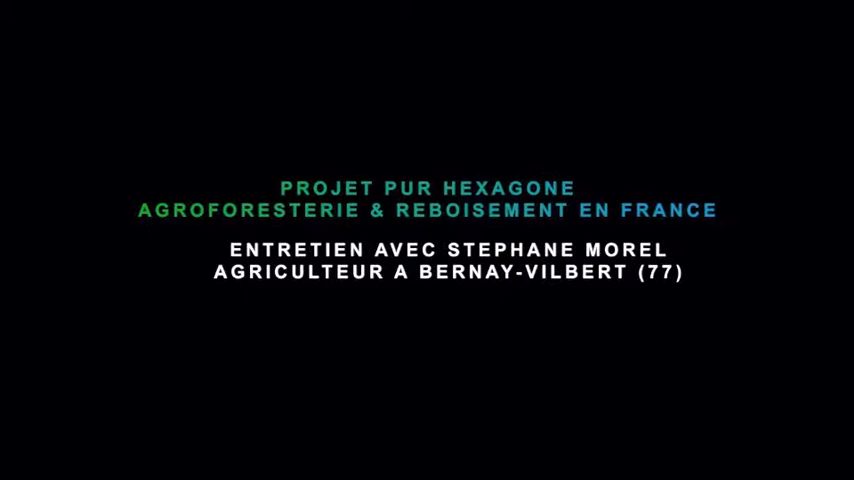 PROJET PUR HEXAGONE
AGROFORESTERIE & REBOISEMENT EN FRANCE
ENTRETIEN AVEC STEPHANE MOREL
AGRICULTEUR A BERNAY-VILBERT (77)